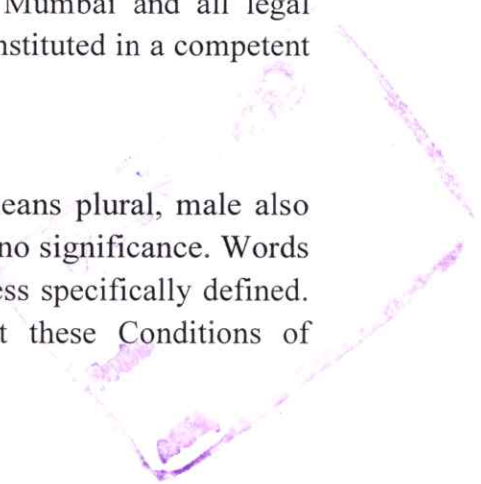 Mumbai and all legal
nstituted in a competent
eans plural, male also
no significance. Words
ess specifically defined.
t these Conditions of